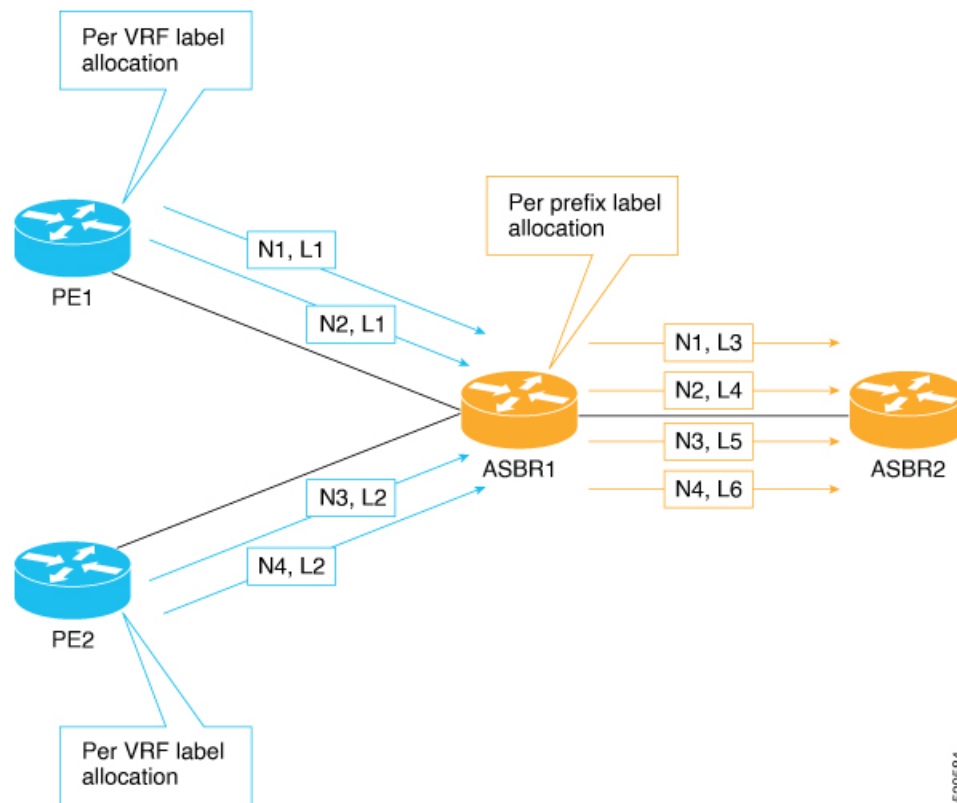 Per VRF label
allocation
Per prefix label
allocation
N1, L1
PE1
N2, L1
N1, L3
N2, L4
ASBR1
N3, L5
ASBR2
N3, L2
N4, L6
N4, L2
PE2
Per VRF label
allocation